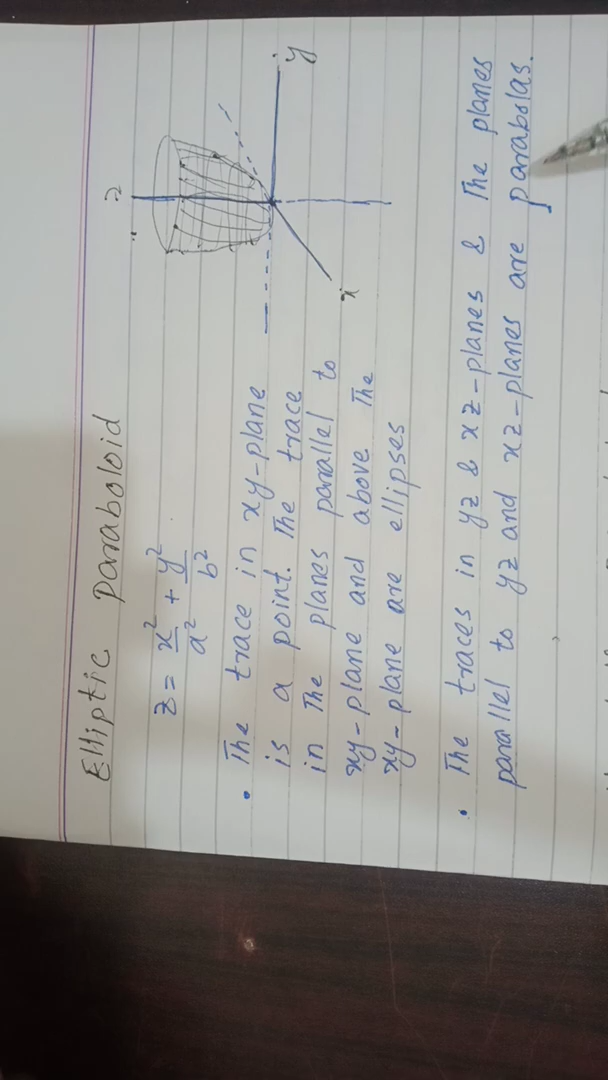 Elliptic paraboloid
z = x²/a² + y²/b²
z
y
x
• The trace in xy-plane
is a point. The trace
in The planes parallel to
xy-plane and above The
xy-plane are ellipses
• The traces in yz & xz-planes & The planes
parallel to yz and xz-planes are parabolas.